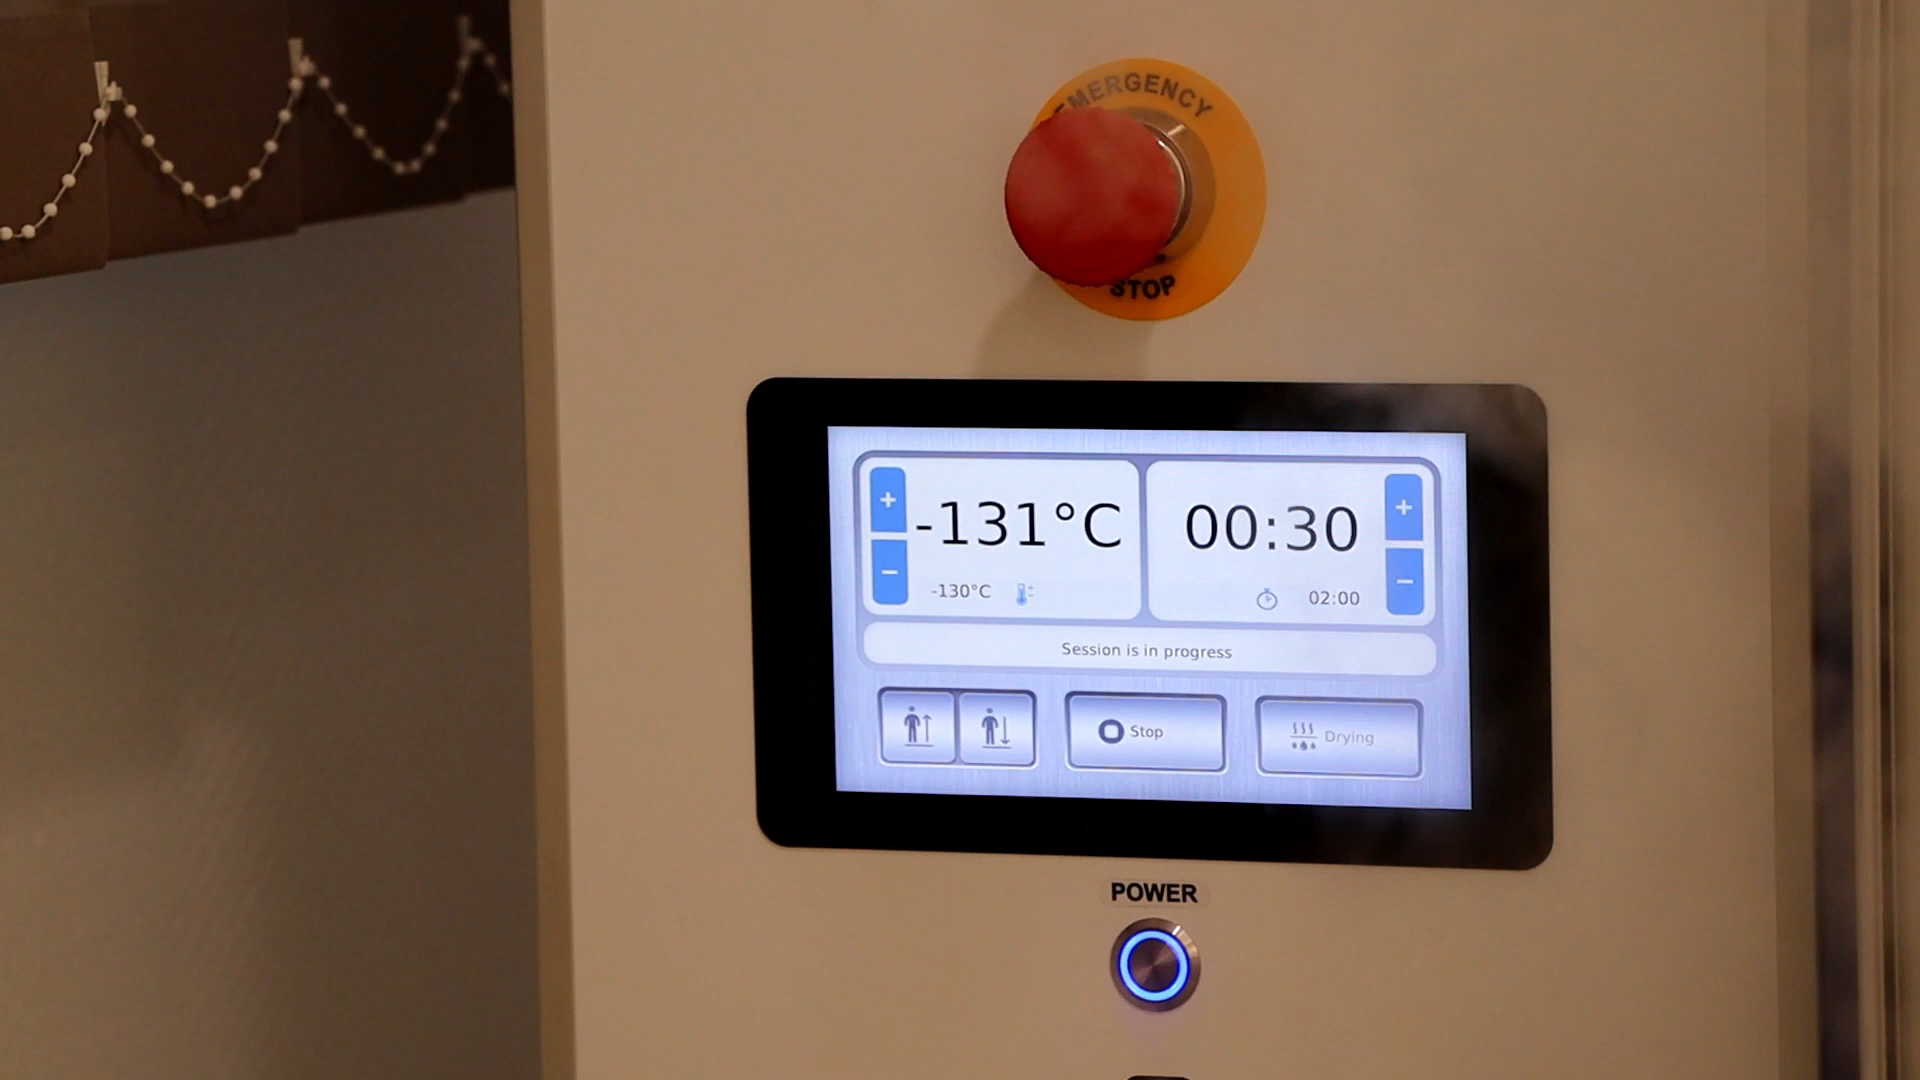 EMERGENCY
STOP
+
-131°C
00:30
+
−
-130°C
02:00
−
Session is in progress
Stop
Drying
POWER